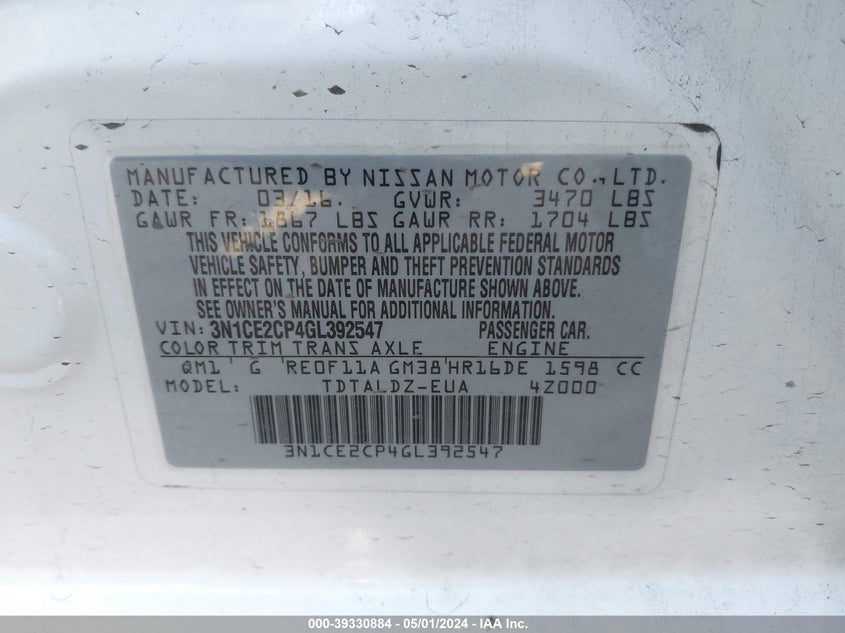 MANUFACTURED BY NISSAN MOTOR CO.,LTD.
DATE: 03/16. GVWR: 3470 LBS
GAWR FR: 1867 LBS GAWR RR: 1704 LBS
THIS VEHICLE CONFORMS TO ALL APPLICABLE FEDERAL MOTOR
VEHICLE SAFETY, BUMPER AND THEFT PREVENTION STANDARDS
IN EFFECT ON THE DATE OF MANUFACTURE SHOWN ABOVE.
SEE OWNER'S MANUAL FOR ADDITIONAL INFORMATION.
VIN: 3N1CE2CP4GL392547 PASSENGER CAR.
COLOR TRIM TRANS AXLE ENGINE
QM1 G RE0F11A GM38 HR16DE 1598 CC
MODEL: TDTALDZ-EUA 4Z000
3N1CE2CP4GL392547
000-39330884 - 05/01/2024 - IAA Inc.